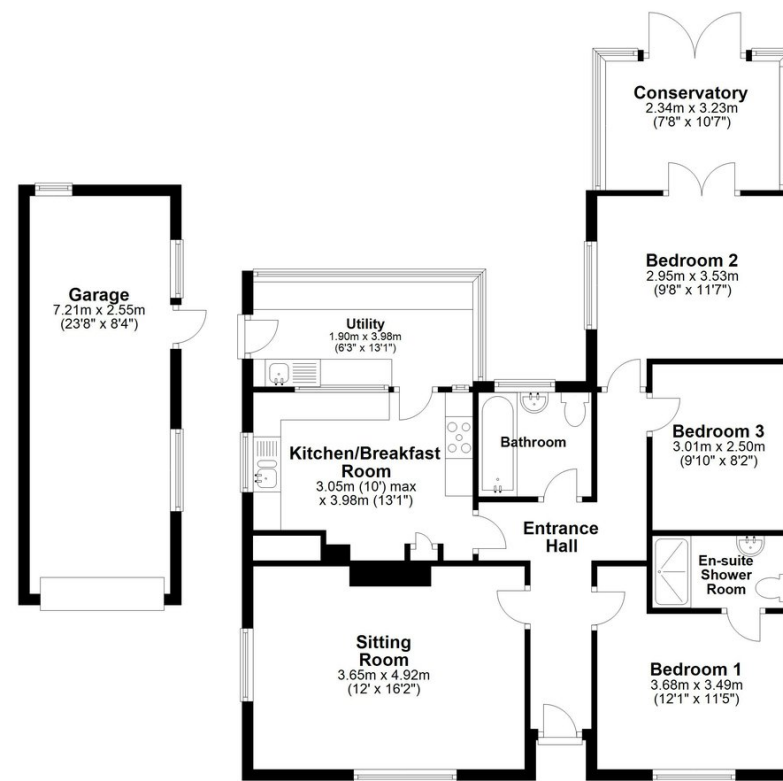 Conservatory
2.34m x 3.23m
(7'8" x 10'7")
Bedroom 2
2.95m x 3.53m
(9'8" x 11'7")
Garage
7.21m x 2.55m
(23'8" x 8'4")
Utility
1.90m x 3.98m
(6'3" x 13'1")
Kitchen/Breakfast
Room
3.05m (10') max
x 3.98m (13'1")
Bathroom
Bedroom 3
3.01m x 2.50m
(9'10" x 8'2")
Entrance
Hall
En-suite
Shower
Room
Sitting
Room
3.65m x 4.92m
(12' x 16'2")
Bedroom 1
3.68m x 3.49m
(12'1" x 11'5")